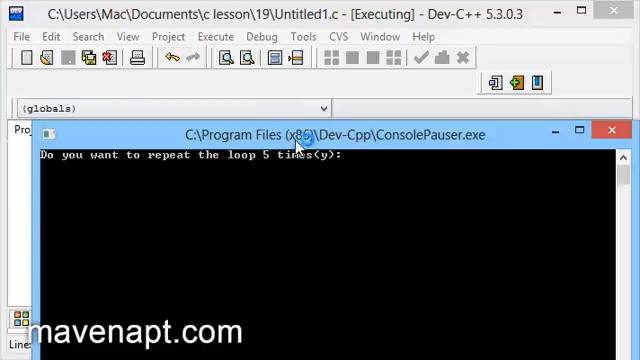 C:\Users\Mac\Documents\c lesson\19\Untitled1.c - [Executing] - Dev-C++ 5.3.0.3
File Edit Search View Project Execute Debug Tools CVS Window Help
(globals)
C:\Program Files (x86)\Dev-Cpp\ConsolePauser.exe
Do you want to repeat the loop 5 times(y):
mavenapt.com
Line: